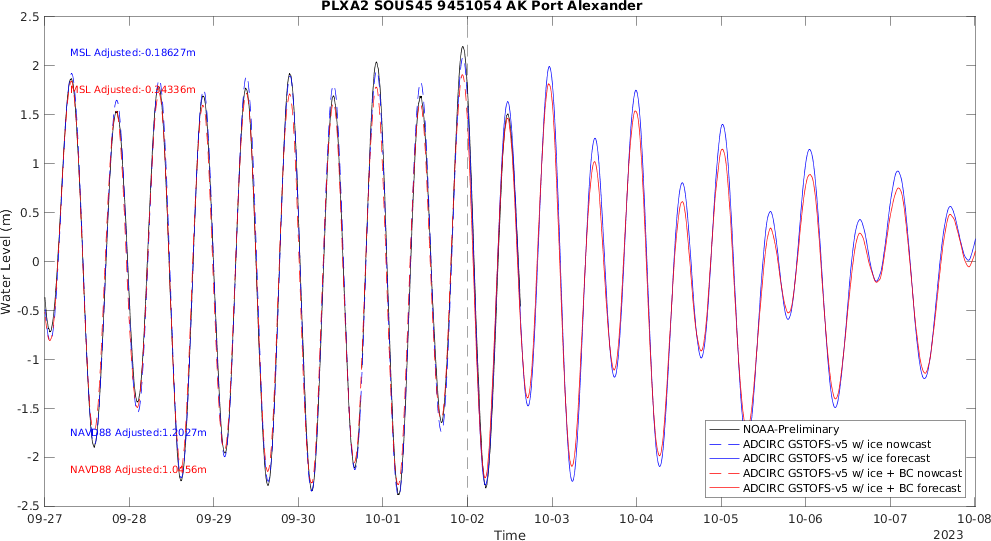 PLXA2 SOUS45 9451054 AK Port Alexander
2.5
2
1.5
1
0.5
0
-0.5
-1
-1.5
-2
-2.5
Water Level (m)
MSL Adjusted:-0.18627m
MSL Adjusted:-0.24336m
NAVD88 Adjusted:1.2027m
NAVD88 Adjusted:1.0456m
NOAA-Preliminary
ADCIRC GSTOFS-v5 w/ ice nowcast
ADCIRC GSTOFS-v5 w/ ice forecast
ADCIRC GSTOFS-v5 w/ ice + BC nowcast
ADCIRC GSTOFS-v5 w/ ice + BC forecast
09-27 09-28 09-29 09-30 10-01 10-02 10-03 10-04 10-05 10-06 10-07 10-08
Time
2023